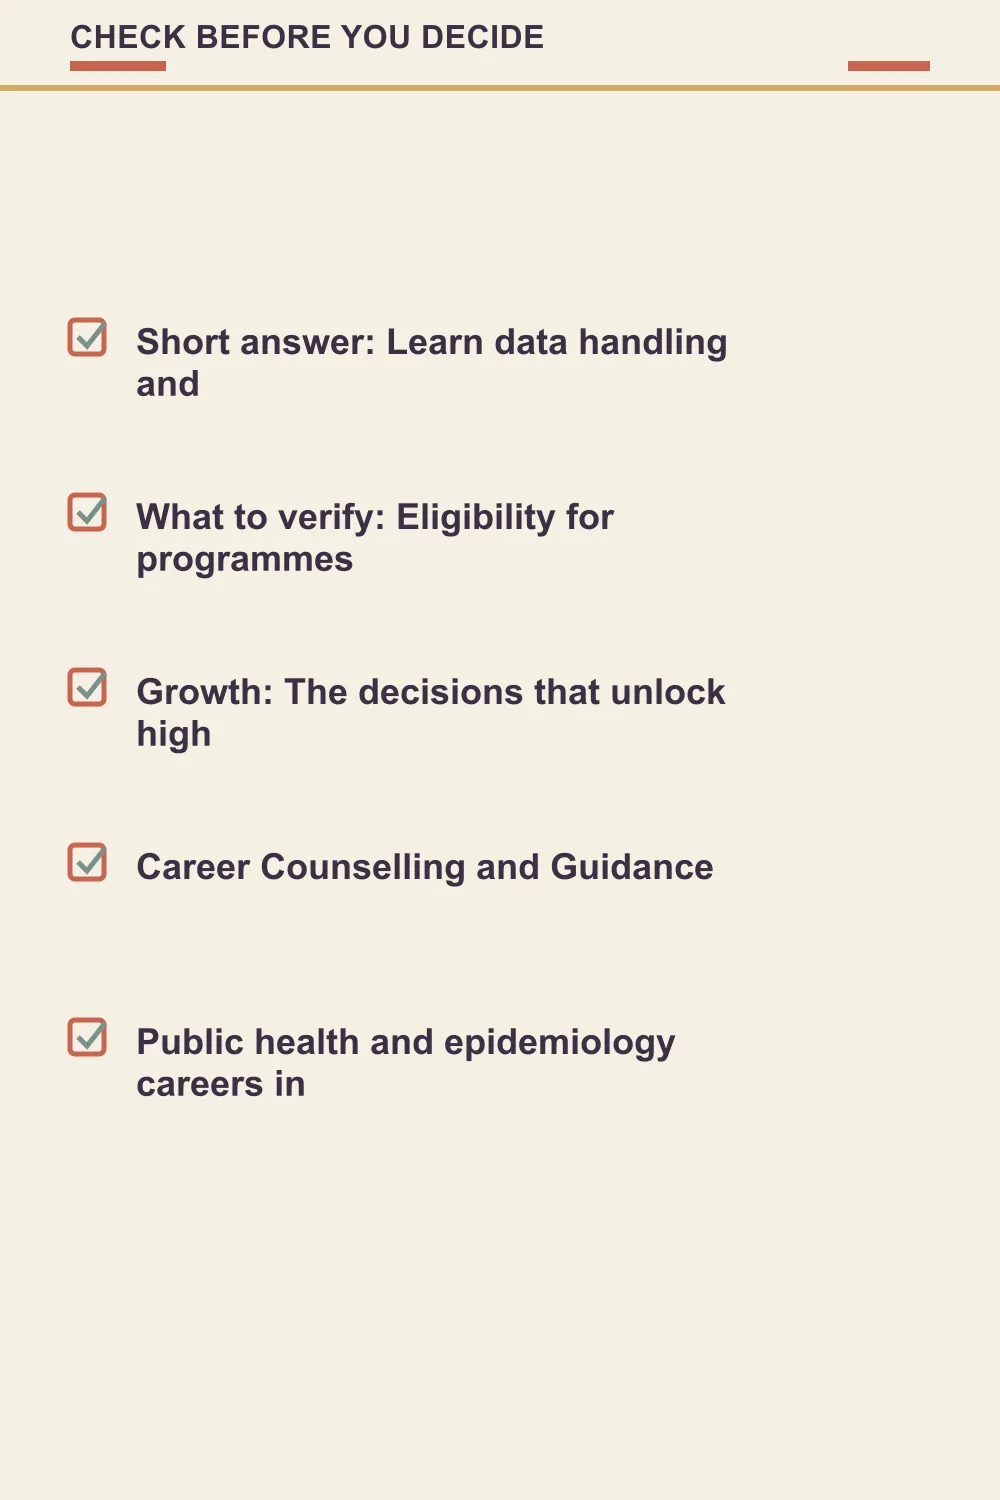 CHECK BEFORE YOU DECIDE
Short answer: Learn data handling
and
What to verify: Eligibility for
programmes
Growth: The decisions that unlock
high
Career Counselling and Guidance
Public health and epidemiology
careers in